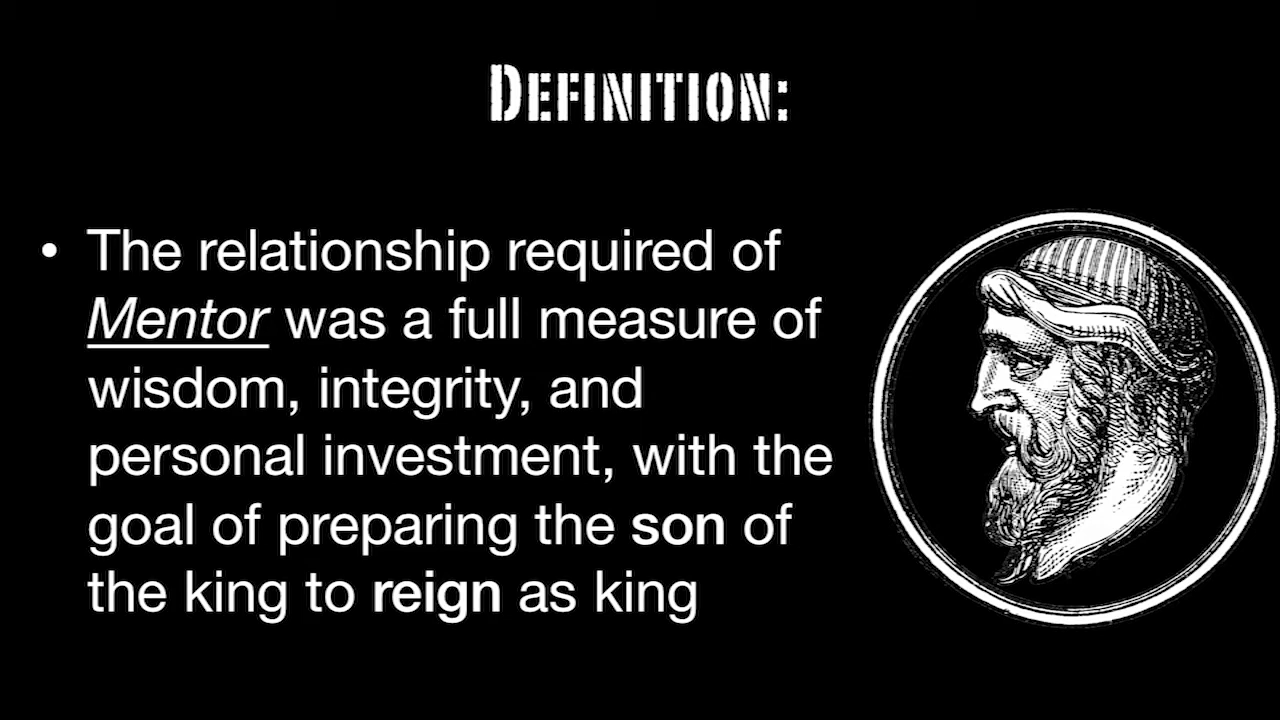 DEFINITION:
• The relationship required of
Mentor was a full measure of
wisdom, integrity, and
personal investment, with the
goal of preparing the son of
the king to reign as king